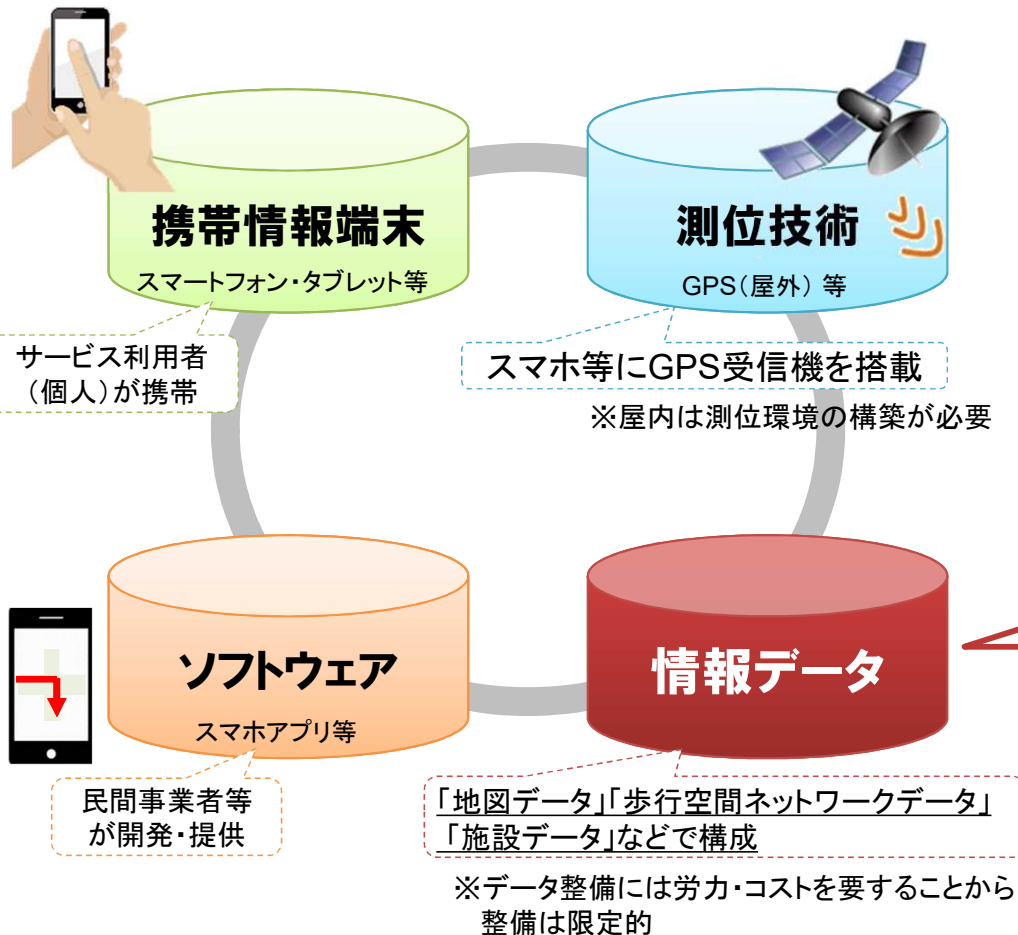 携帯情報端末
スマートフォン・タブレット等
サービス利用者
（個人）が携帯
測位技術
GPS（屋外） 等
スマホ等にGPS受信機を搭載
※屋内は測位環境の構築が必要
ソフトウェア
スマホアプリ等
民間事業者等
が開発・提供
情報データ
「地図データ」「歩行空間ネットワークデータ」
「施設データ」などで構成
※データ整備には労力・コストを要することから
整備は限定的